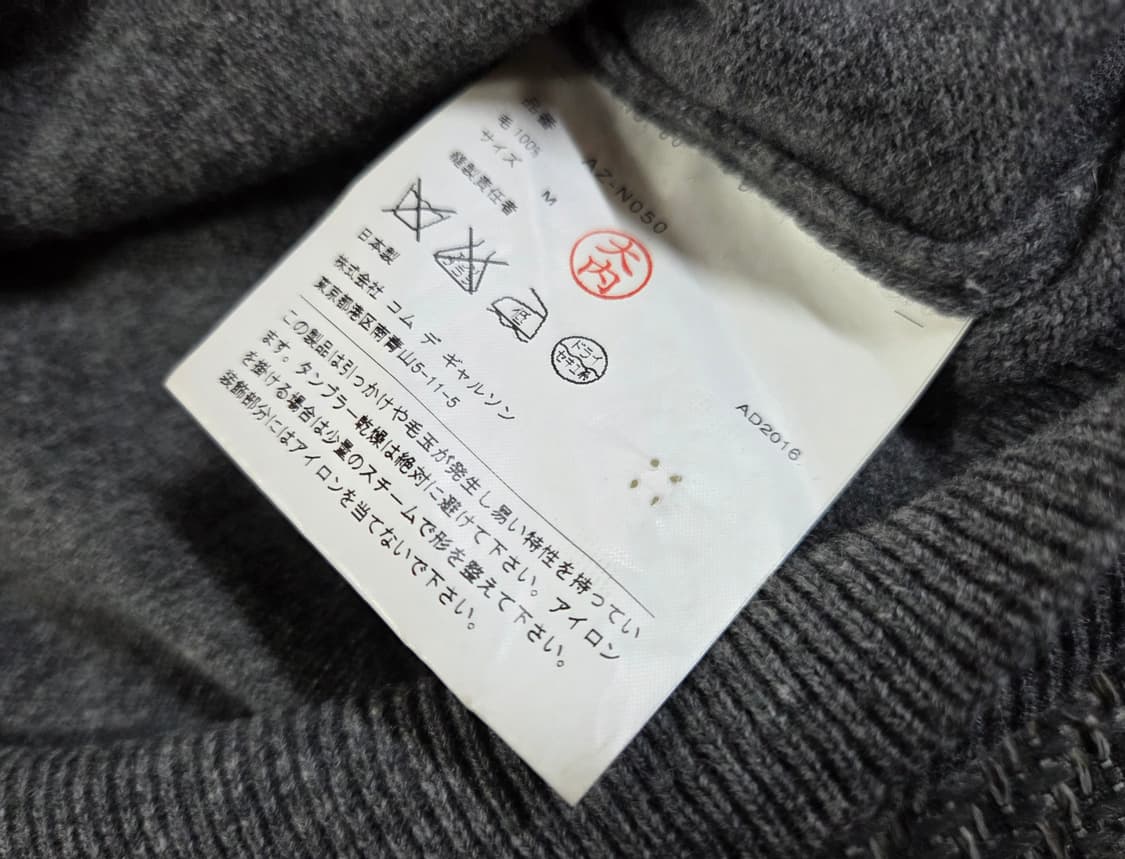 品番 AZ-N050
毛 100%
サイズ M
縫製責任者
大内
低
ドライ
セキユ系
日本製
株式会社 コム デ ギャルソン
東京都港区南青山5-11-5
AD2016
この製品は引っかけや毛玉が発生し易い特性を持ってい
ます。タンブラー乾燥は絶対に避けて下さい。アイロン
を掛ける場合は少量のスチームで形を整えて下さい。
装飾部分にはアイロンを当てないで下さい。